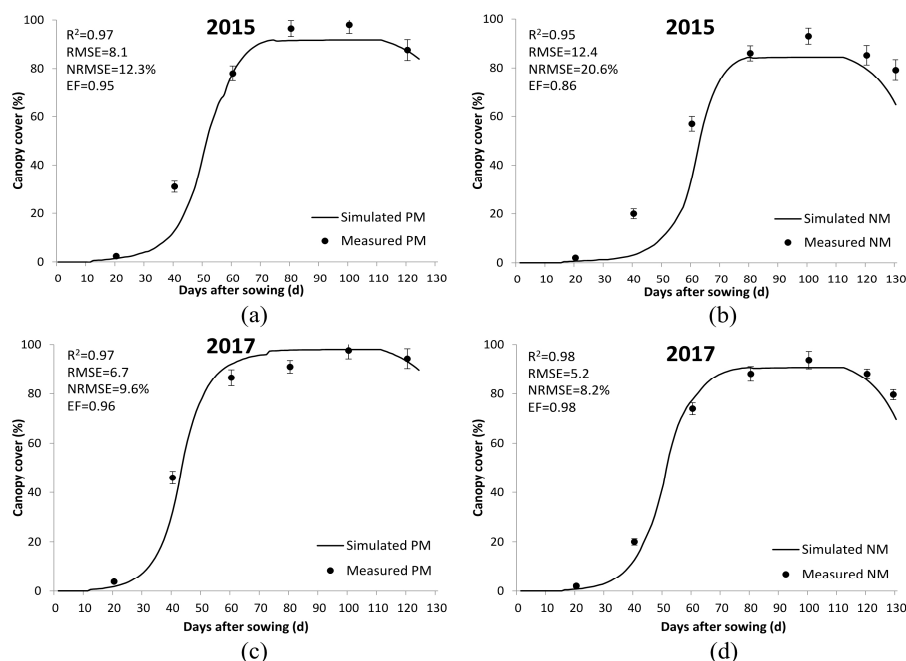 2015
R²=0.97
RMSE=8.1
NRMSE=12.3%
EF=0.95
Canopy cover (%)
100
80
60
40
20
0
Simulated PM
Measured PM
0 10 20 30 40 50 60 70 80 90 100 110 120 130
Days after sowing (d)
(a)
2015
R²=0.95
RMSE=12.4
NRMSE=20.6%
EF=0.86
Canopy cover (%)
100
80
60
40
20
0
Simulated NM
Measured NM
0 10 20 30 40 50 60 70 80 90 100 110 120 130
Days after sowing (d)
(b)
2017
R²=0.97
RMSE=6.7
NRMSE=9.6%
EF=0.96
Canopy cover (%)
100
80
60
40
20
0
Simulated PM
Measured PM
0 10 20 30 40 50 60 70 80 90 100 110 120 130
Days after sowing (d)
(c)
2017
R²=0.98
RMSE=5.2
NRMSE=8.2%
EF=0.98
Canopy cover (%)
100
80
60
40
20
0
Simulated NM
Measured NM
0 10 20 30 40 50 60 70 80 90 100 110 120 130
Days after sowing (d)
(d)